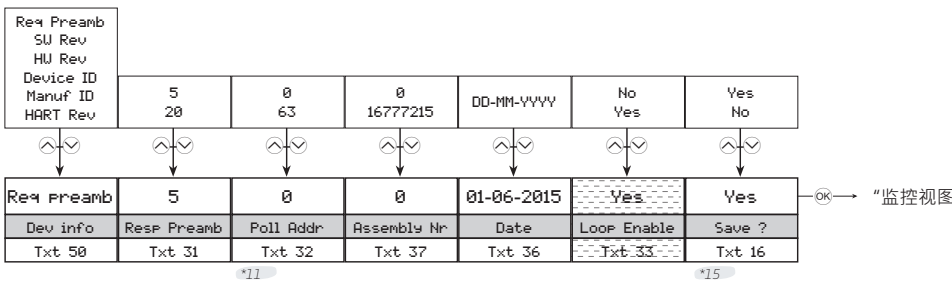 Req Preamb
SW Rev
HW Rev
Device ID
Manuf ID
HART Rev
5
20
0
63
0
16777215
DD-MM-YYYY
No
Yes
Yes
No
Req preamb 5 0 0 01-06-2015 Yes Yes OK "监控视图
Dev info Resp Preamb Poll Addr Assembly Nr Date Loop Enable Save ?
Txt 50 Txt 31 Txt 32 Txt 37 Txt 36 Txt 33 Txt 16
*11 *15